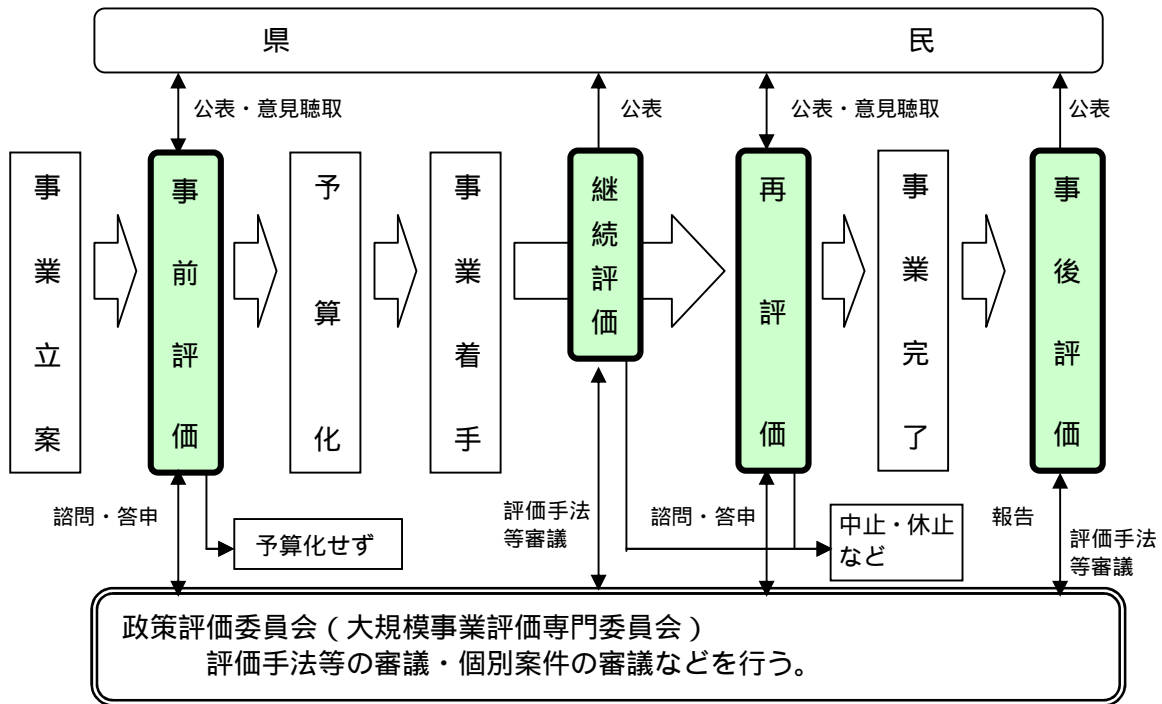 県 民
公表・意見聴取
公表
公表・意見聴取
公表
事業立案
事前評価
予算化
事業着手
継続評価
再評価
事業完了
事後評価
諮問・答申
予算化せず
評価手法
等審議
諮問・答申
中止・休止
など
報告
評価手法
等審議
政策評価委員会（大規模事業評価専門委員会）
評価手法等の審議・個別案件の審議などを行う。